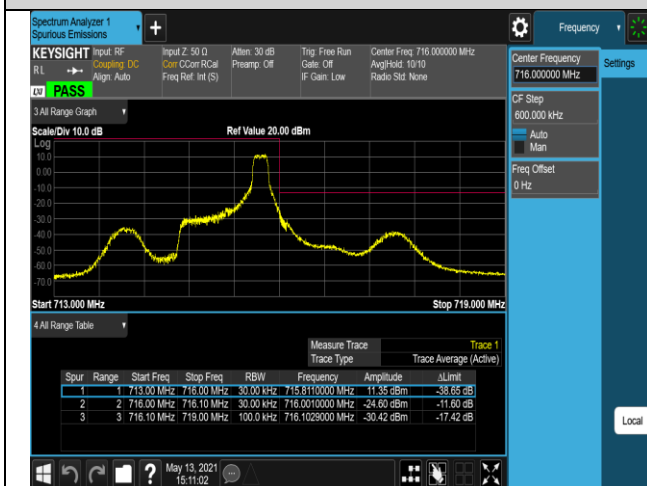 Spectrum Analyzer 1
Spurious Emissions
Frequency
KEYSIGHT Input: RF Input Z: 50 Ω Atten: 30 dB Trig: Free Run Center Freq: 716.000000 MHz
RL Coupling: DC Corr CCorr RCal Preamp: Off Gate: Off Avg|Hold: 10/10
Align: Auto Freq Ref: Int (S) IF Gain: Low Radio Std: None
LXI PASS
3 All Range Graph
Scale/Div 10.0 dB Ref Value 20.00 dBm
Log
10.0
0.00
-10.0
-20.0
-30.0
-40.0
-50.0
-60.0
-70.0
Start 713.000 MHz Stop 719.000 MHz
4 All Range Table
Measure Trace Trace 1
Trace Type Trace Average (Active)
Spur Range Start Freq Stop Freq RBW Frequency Amplitude ΔLimit
1 1 713.00 MHz 716.00 MHz 30.00 kHz 715.8110000 MHz 11.35 dBm -38.65 dB
2 2 716.00 MHz 716.10 MHz 30.00 kHz 716.0010000 MHz -24.60 dBm -11.60 dB
3 3 716.10 MHz 719.00 MHz 100.0 kHz 716.1029000 MHz -30.42 dBm -17.42 dB
Center Frequency
716.000000 MHz
Settings
CF Step
600.000 kHz
Auto
Man
Freq Offset
0 Hz
Local
? May 13, 2021
15:11:02